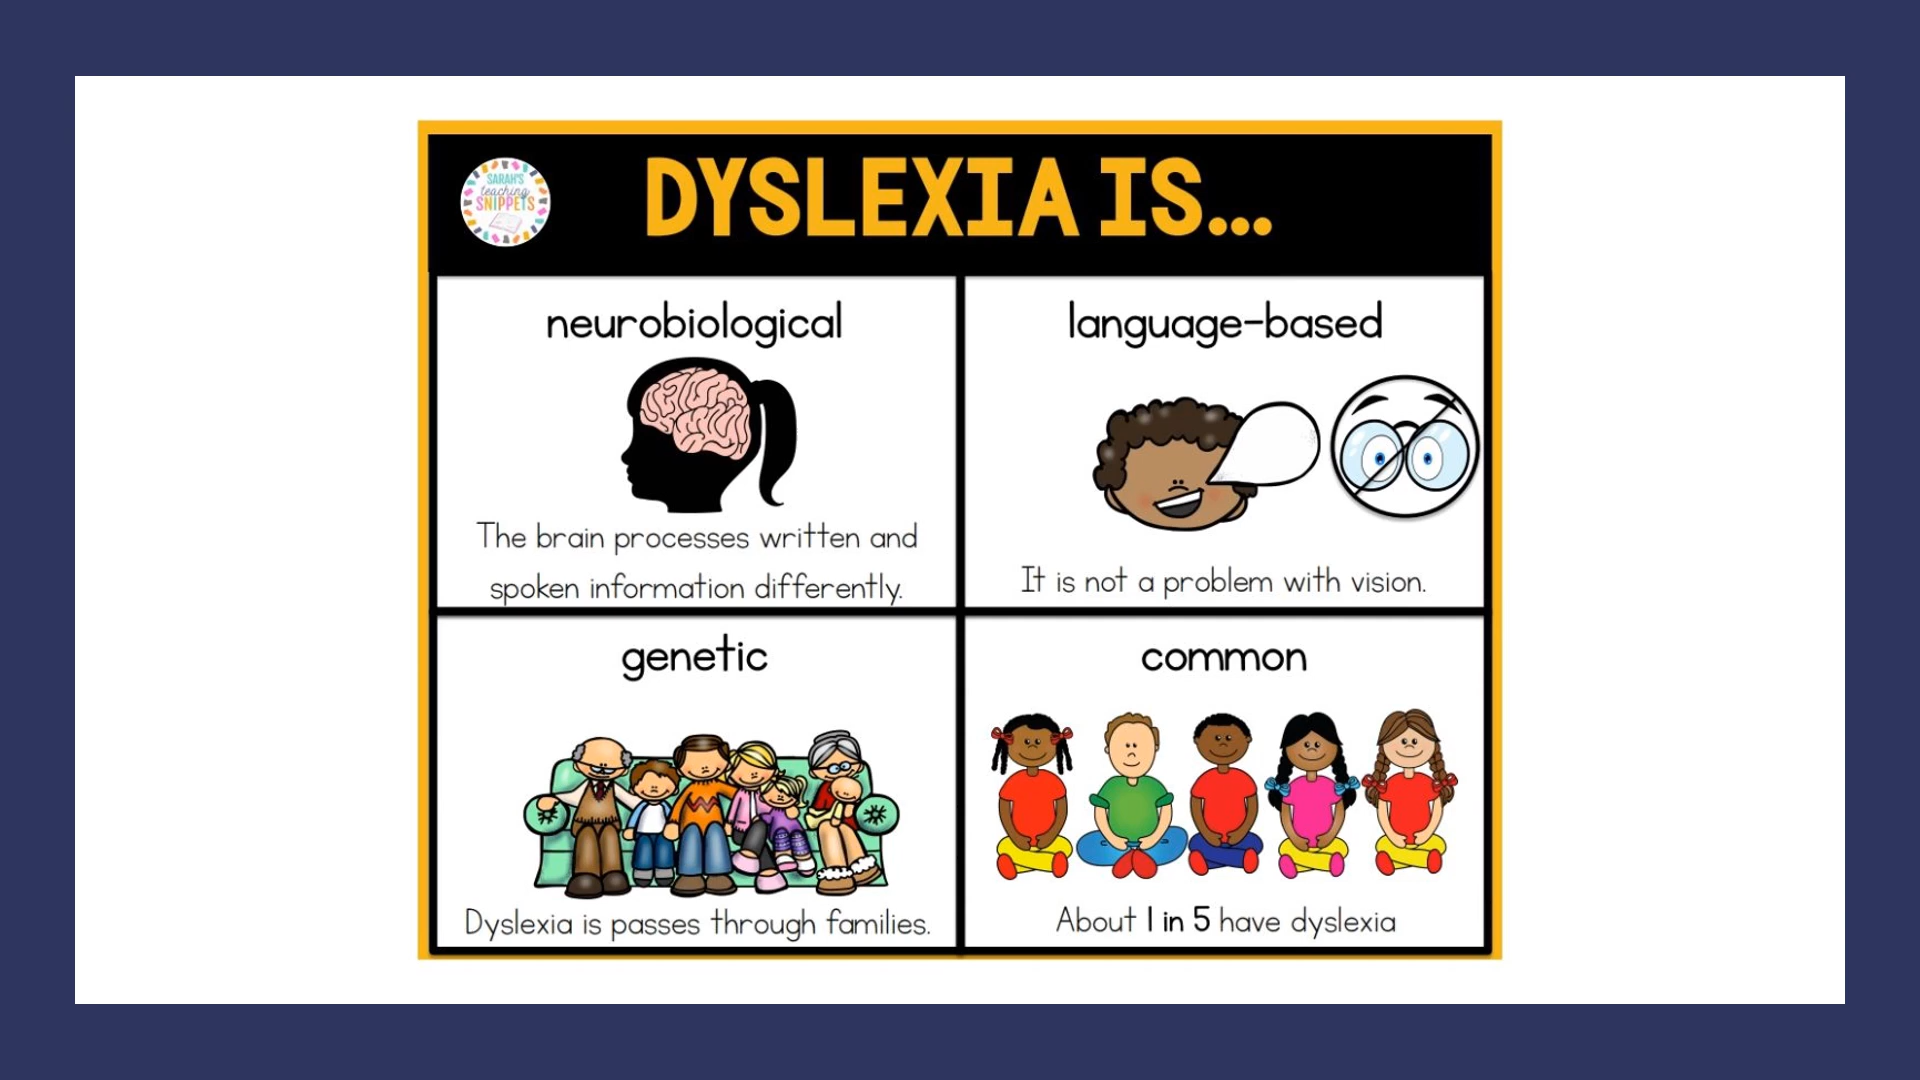 SARAH'S
teaching
SNIPPETS
DYSLEXIA IS...
neurobiological
The brain processes written and
spoken information differently.
language-based
It is not a problem with vision.
genetic
Dyslexia is passes through families.
common
About 1 in 5 have dyslexia